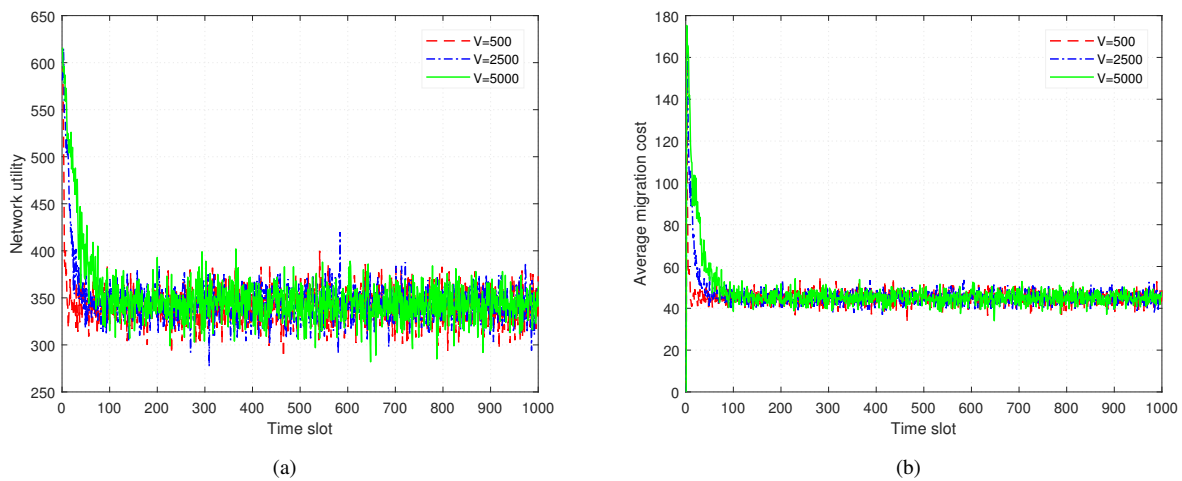 650
600
550
500
450
400
350
300
250
Network utility
0 100 200 300 400 500 600 700 800 900 1000
Time slot
V=500
V=2500
V=5000
(a)
180
160
140
120
100
80
60
40
20
0
Average migration cost
0 100 200 300 400 500 600 700 800 900 1000
Time slot
V=500
V=2500
V=5000
(b)